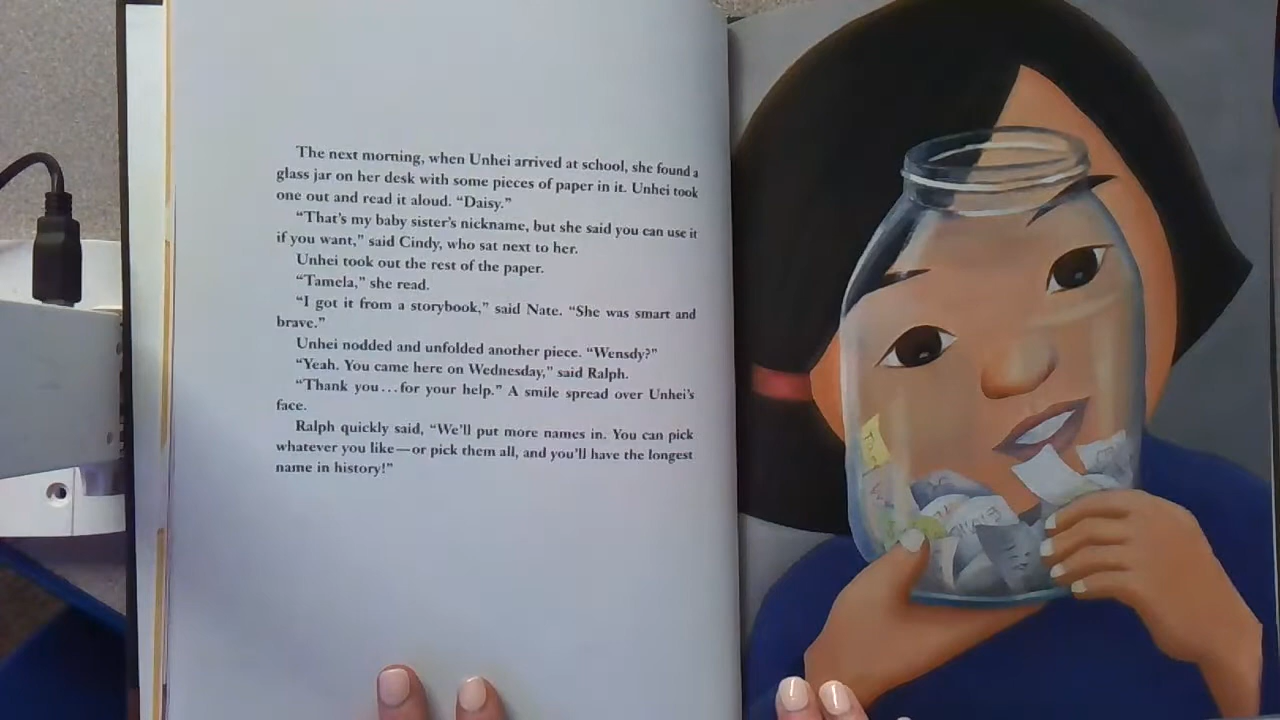 The next morning, when Unhei arrived at school, she found a
glass jar on her desk with some pieces of paper in it. Unhei took
one out and read it aloud. “Daisy.”
“That’s my baby sister’s nickname, but she said you can use it
if you want,” said Cindy, who sat next to her.
Unhei took out the rest of the paper.
“Tamela,” she read.
“I got it from a storybook,” said Nate. “She was smart and
brave.”
Unhei nodded and unfolded another piece. “Wensdy?”
“Yeah. You came here on Wednesday,” said Ralph.
“Thank you...for your help.” A smile spread over Unhei’s
face.
Ralph quickly said, “We’ll put more names in. You can pick
whatever you like—or pick them all, and you’ll have the longest
name in history!”